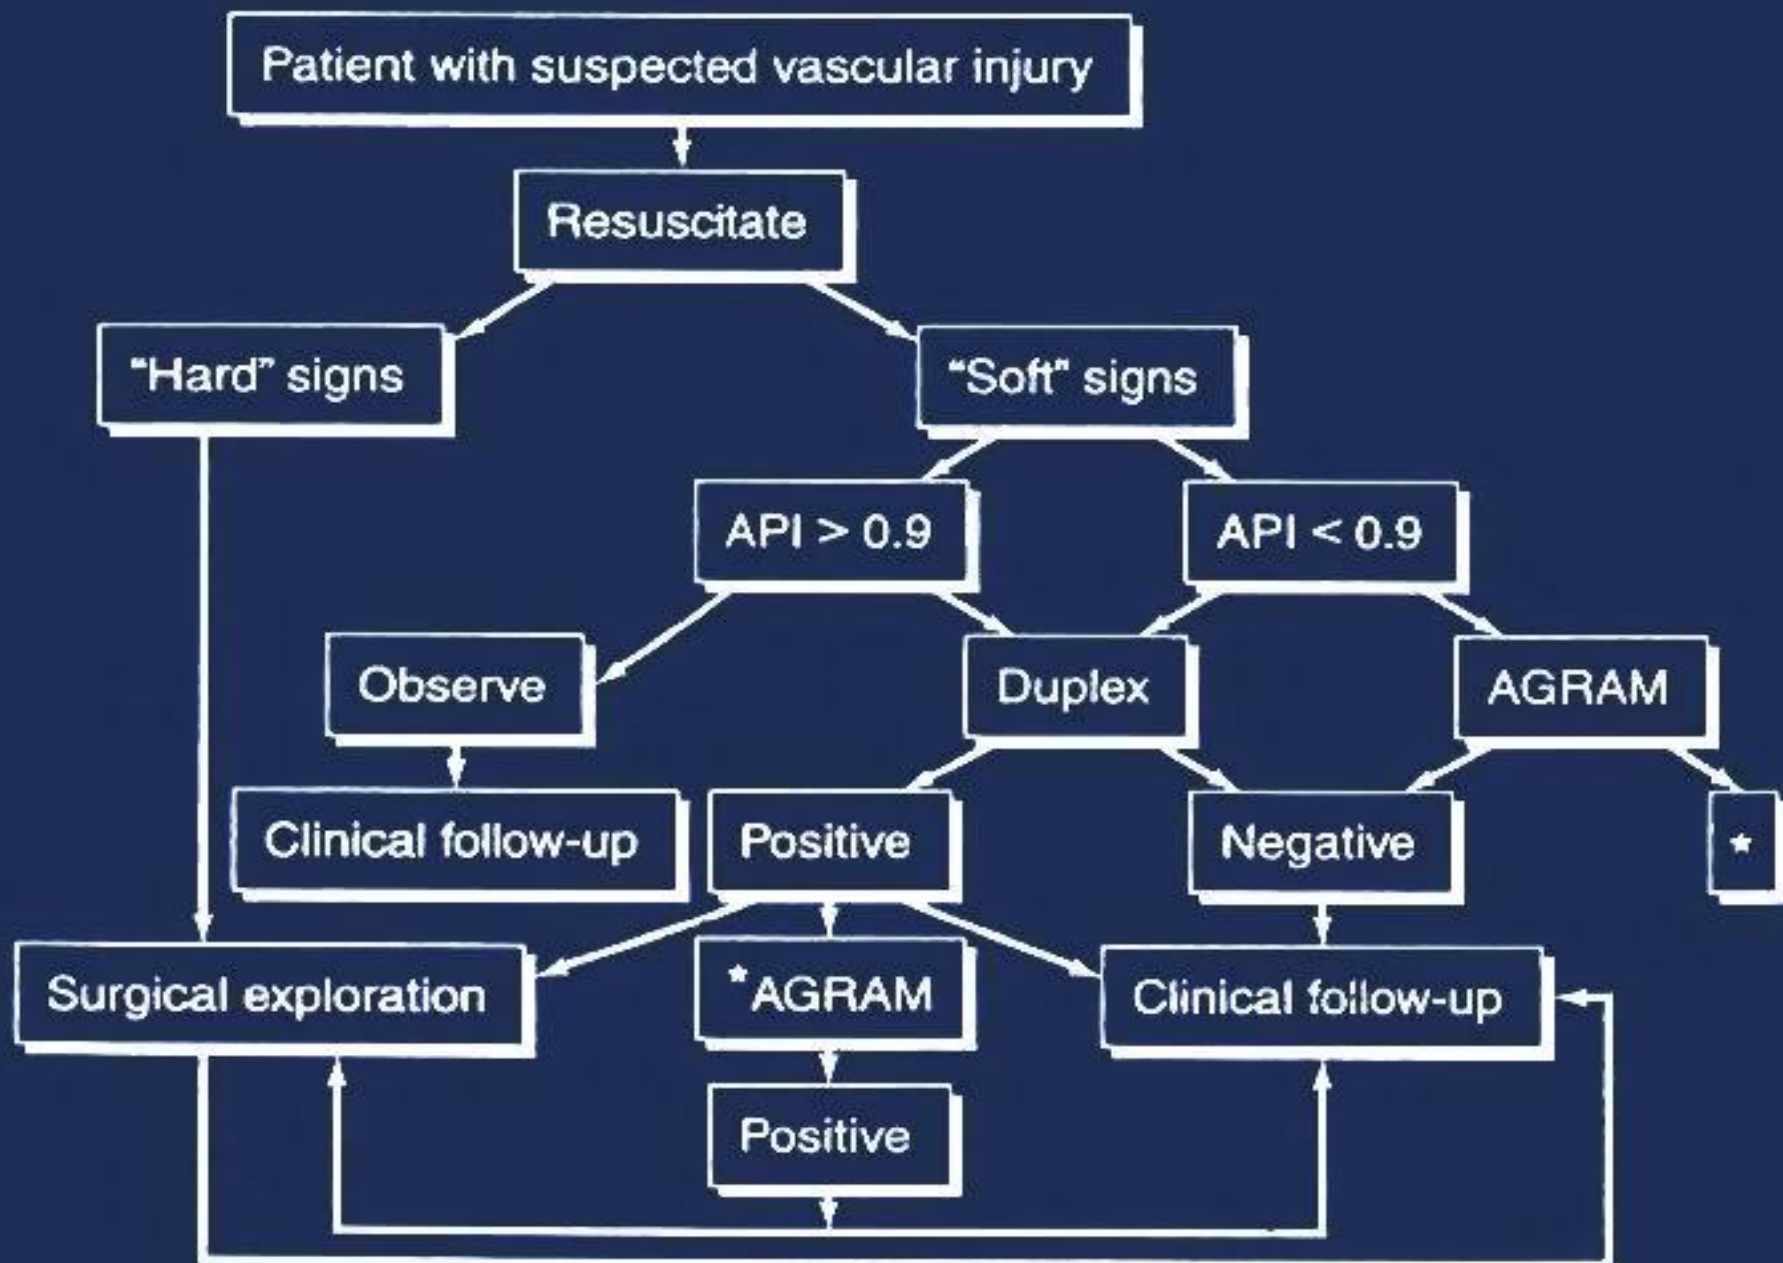 Patient with suspected vascular injury
Resuscitate
“Hard” signs
“Soft” signs
API > 0.9
API < 0.9
Observe
Duplex
AGRAM
Clinical follow-up
Positive
Negative
*
Surgical exploration
*AGRAM
Clinical follow-up
Positive